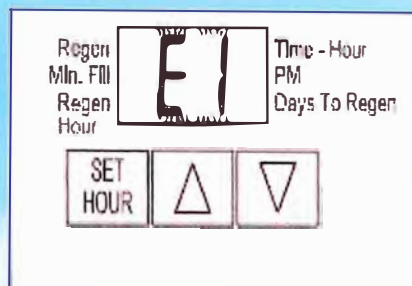 Regen
Min. Fill
Regen
Hour
E1
Time - Hour
PM
Days To Regen
SET
HOUR